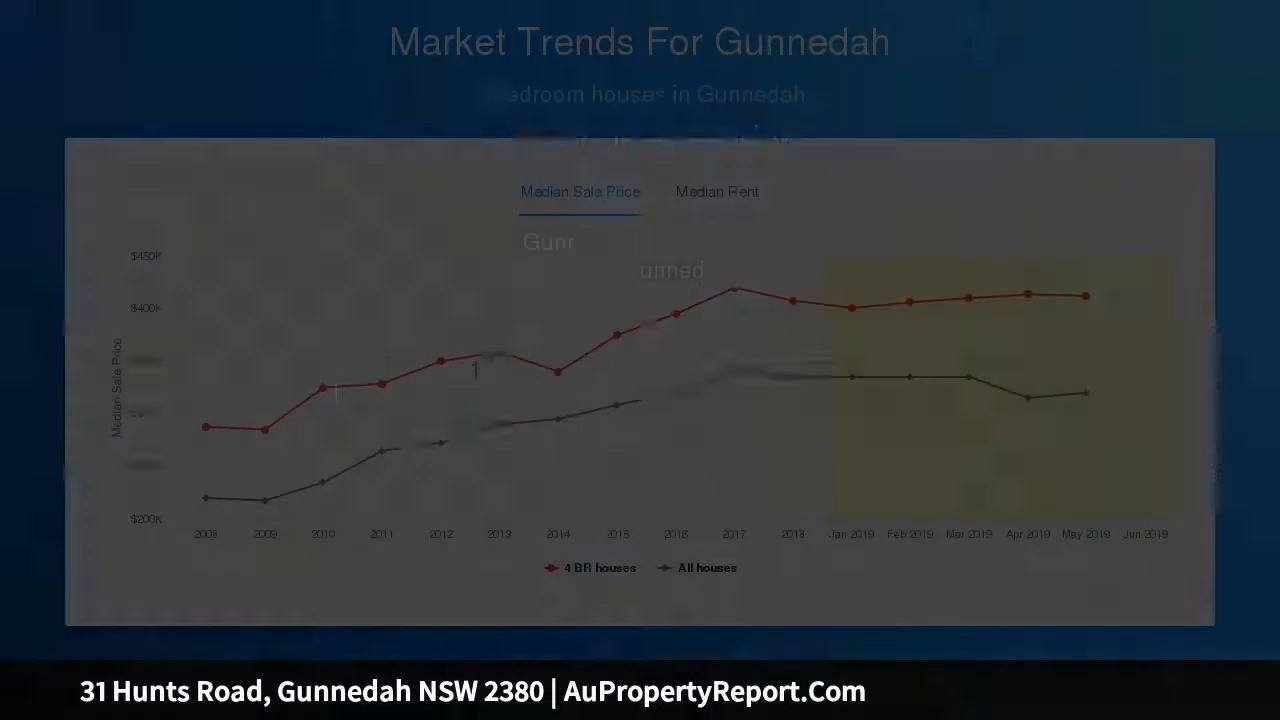 Market Trends For Gunnedah
edroom houses in Gunnedah
Median Sale Price Median Rent
Gunr
unned
$450K
$400K
Median Sale Price
$200K
2008 2009 2010 2011 2012 2013 2014 2015 2016 2017 2018 Jan 2019 Feb 2019 Mar 2019 Apr 2019 May 2019 Jun 2019
4 BR houses All houses
31 Hunts Road, Gunnedah NSW 2380 | AuPropertyReport.Com